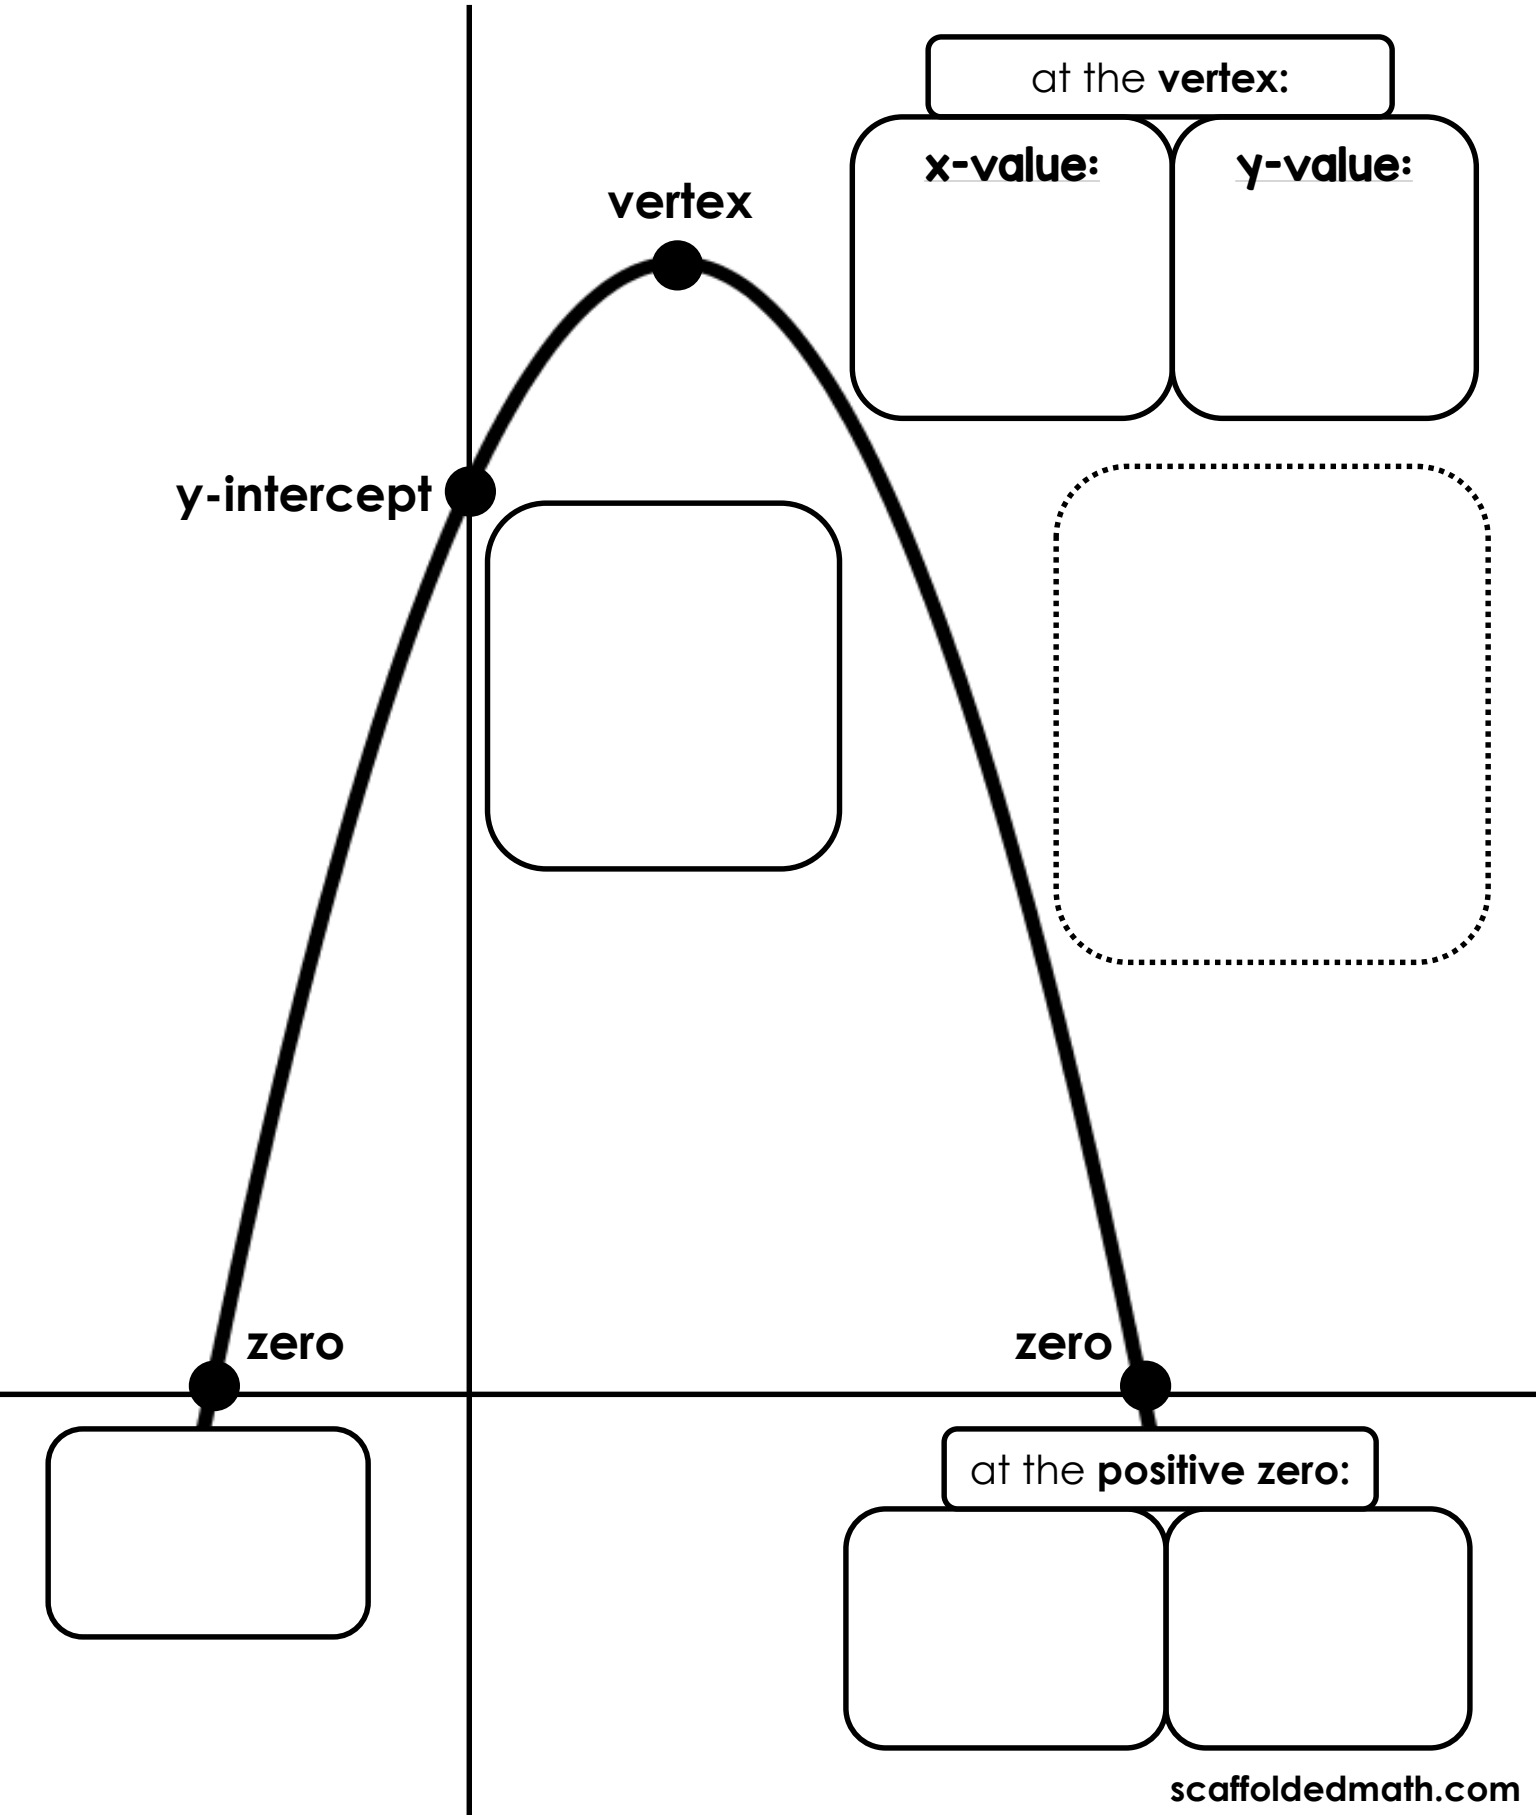 at the vertex:
x-value:
y-value:
vertex
y-intercept
zero
zero
at the positive zero:
scaffoldedmath.com